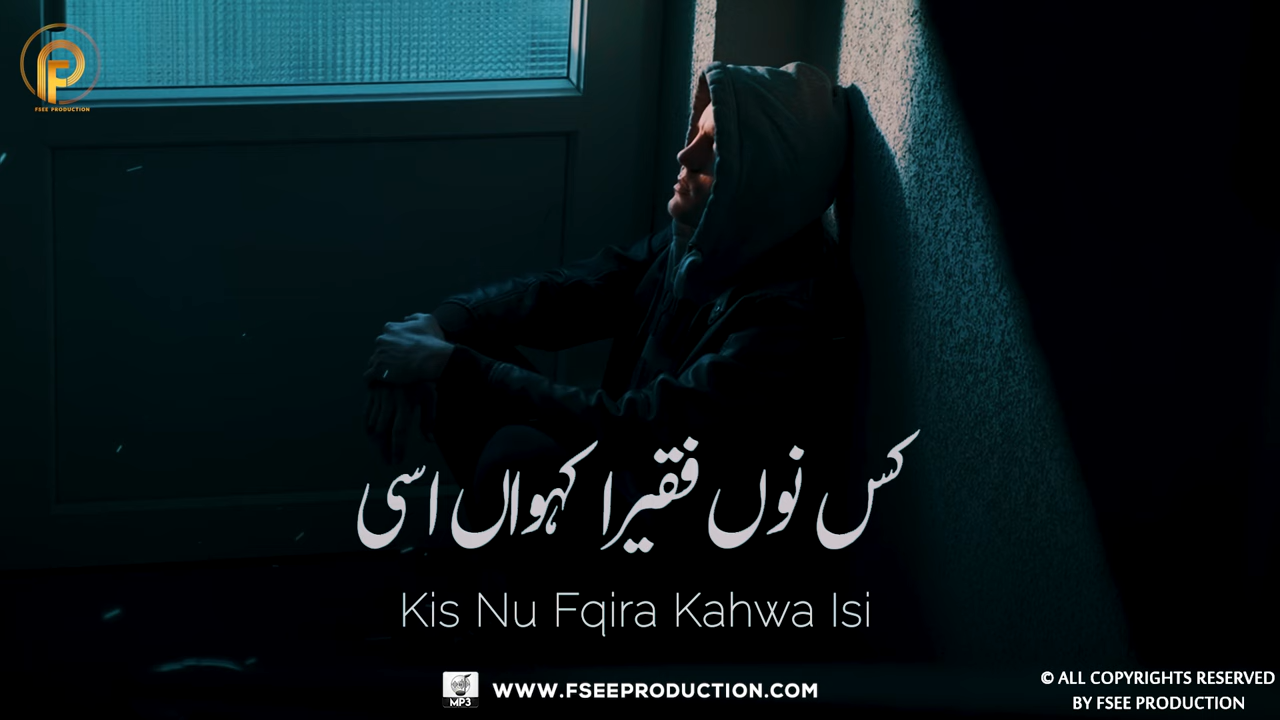 FSEE PRODUCTION
کس نوں فقیرا کہواں اسی
Kis Nu Fqira Kahwa Isi
MP3
WWW.FSEEPRODUCTION.COM
© ALL COPYRIGHTS RESERVED
BY FSEE PRODUCTION